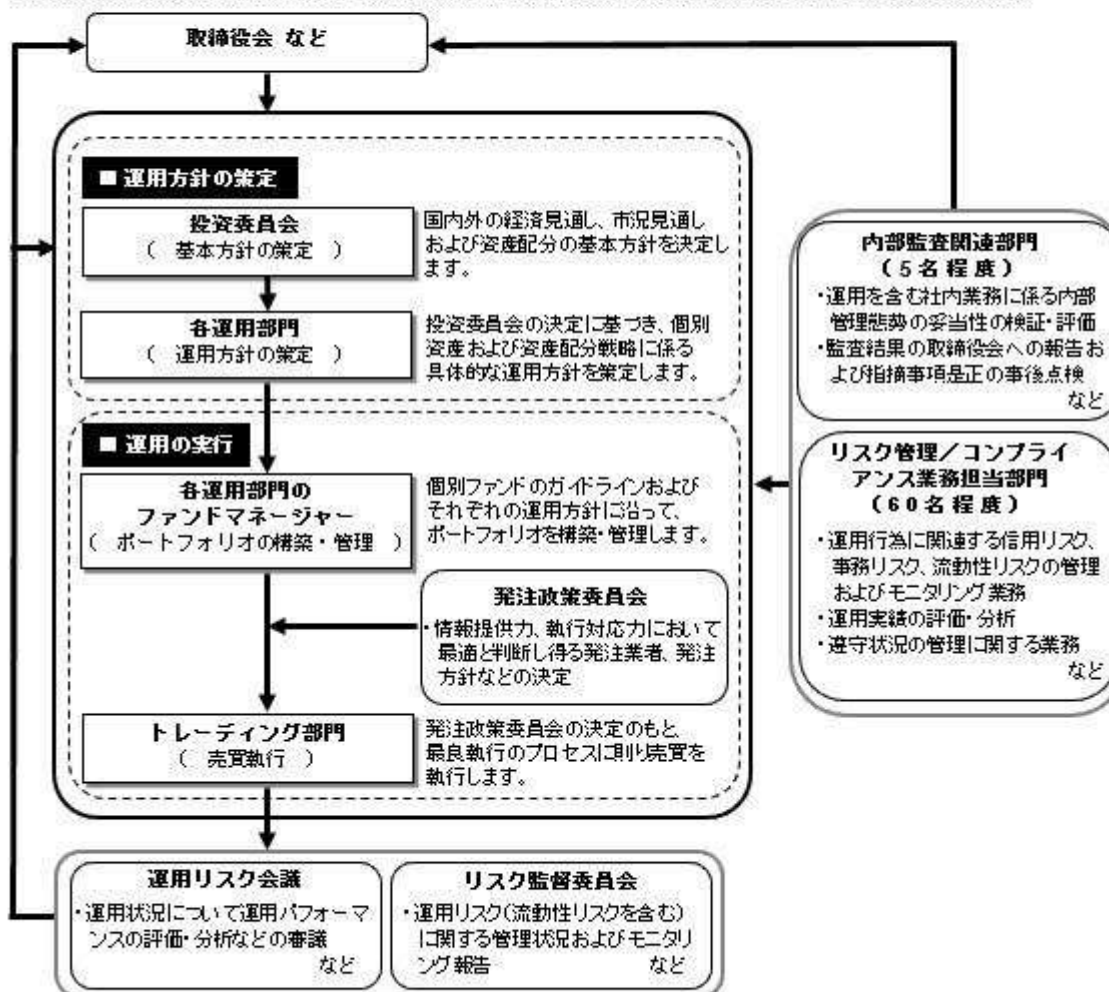 取締役会 など
■ 運用方針の策定
投資委員会
( 基本方針の策定 )
国内外の経済見通し、市況見通し
および資産配分の基本方針を決定し
ます。
各運用部門
( 運用方針の策定 )
投資委員会の決定に基づき、個別
資産および資産配分戦略に係る
具体的な運用方針を策定します。
■ 運用の実行
各運用部門の
ファンドマネージャー
( ポートフォリオの構築・管理 )
個別ファンドのガイドラインおよび
それぞれの運用方針に沿って、
ポートフォリオを構築・管理します。
発注政策委員会
・情報提供力、執行対応力において
最適と判断し得る発注業者、発注
方針などの決定
トレーディング部門
( 売買執行 )
発注政策委員会の決定のもと、
最良執行のプロセスに則り売買を
執行します。
内部監査関連部門
(5名程度)
・運用を含む社内業務に係る内部
管理態勢の妥当性の検証・評価
・監査結果の取締役会への報告お
よび指摘事項是正の事後点検
など
リスク管理/コンプライ
アンス業務担当部門
(60名程度)
・運用行為に関連する信用リスク、
事務リスク、流動性リスクの管理
およびモニタリング業務
・運用実績の評価・分析
・遵守状況の管理に関する業務
など
運用リスク会議
・運用状況について運用パフォーマ
ンスの評価・分析などの審議
など
リスク監督委員会
・運用リスク(流動性リスクを含む)
に関する管理状況およびモニタリ
ング報告 など